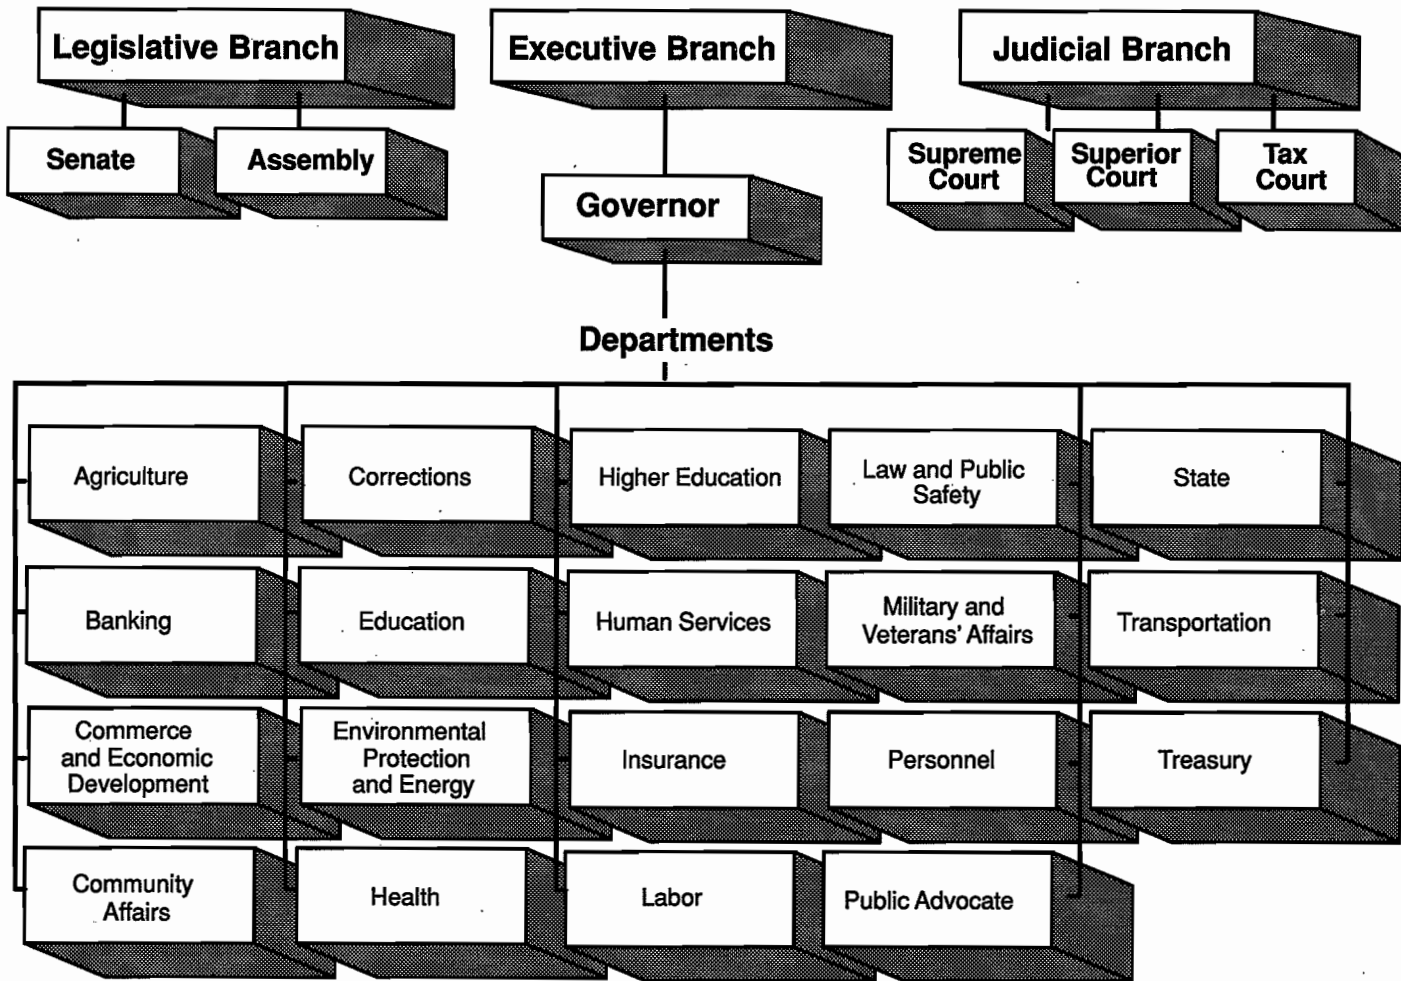 Legislative Branch
Executive Branch
Judicial Branch
Senate
Assembly
Supreme
Court
Superior
Court
Tax
Court
Governor
Departments
Agriculture
Corrections
Higher Education
Law and Public
Safety
State
Banking
Education
Human Services
Military and
Veterans' Affairs
Transportation
Commerce
and Economic
Development
Environmental
Protection
and Energy
Insurance
Personnel
Treasury
Community
Affairs
Health
Labor
Public Advocate